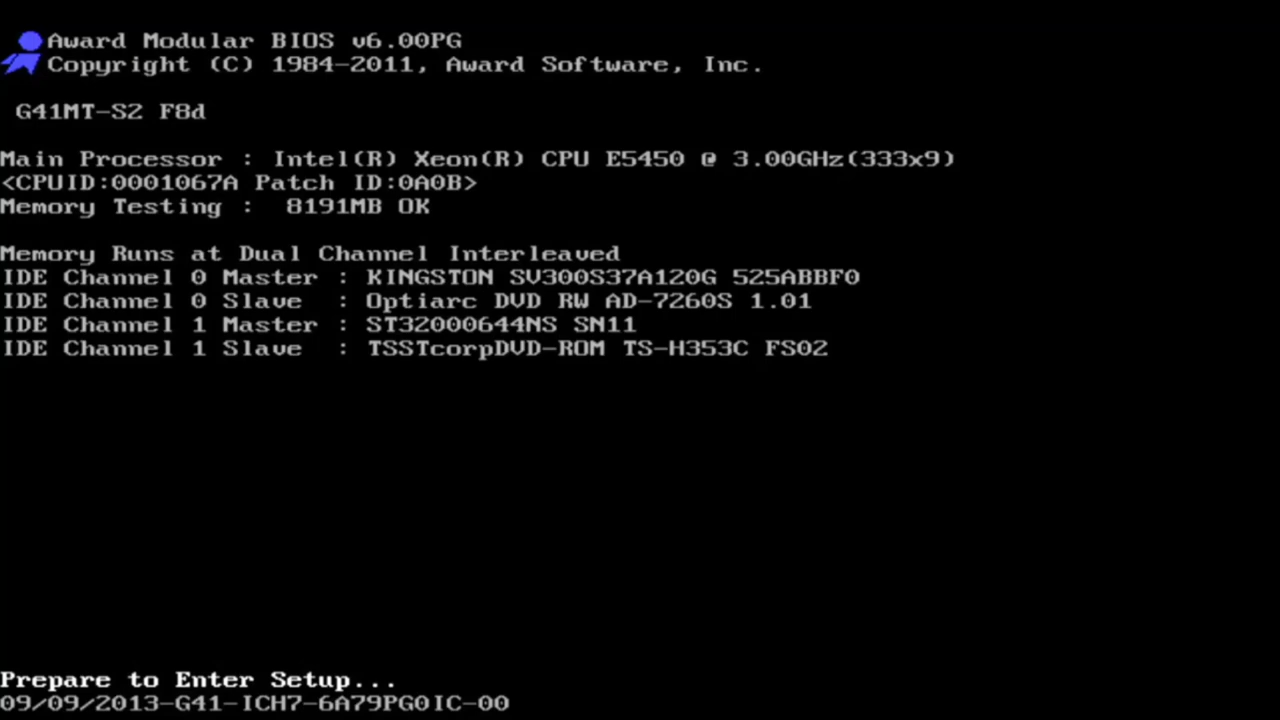 Award Modular BIOS v6.00PG
Copyright (C) 1984-2011, Award Software, Inc.
G41MT-S2 F8d
Main Processor : Intel(R) Xeon(R) CPU E5450 @ 3.00GHz(333x9)
<CPUID:0001067A Patch ID:0A0B>
Memory Testing : 8191MB OK
Memory Runs at Dual Channel Interleaved
IDE Channel 0 Master : KINGSTON SV300S37A120G 525ABBF0
IDE Channel 0 Slave : Optiarc DVD RW AD-7260S 1.01
IDE Channel 1 Master : ST32000644NS SN11
IDE Channel 1 Slave : TSSTcorpDVD-ROM TS-H353C FS02
Prepare to Enter Setup...
09/09/2013-G41-ICH7-6A79PG0IC-00